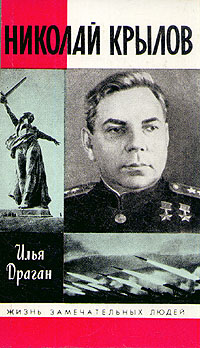 НИКОЛАЙ КРЫЛОВ
Илья
Драган
ЖИЗНЬ ЗАМЕЧАТЕЛЬНЫХ ЛЮДЕЙ